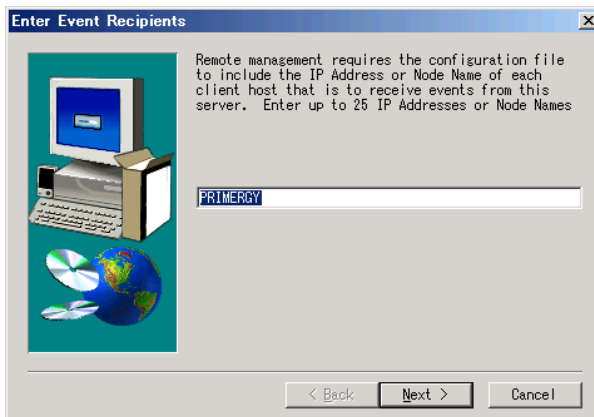 Enter Event Recipients
Remote management requires the configuration file
to include the IP Address or Node Name of each
client host that is to receive events from this
server. Enter up to 25 IP Addresses or Node Names
PRIMERGY
< Back Next > Cancel